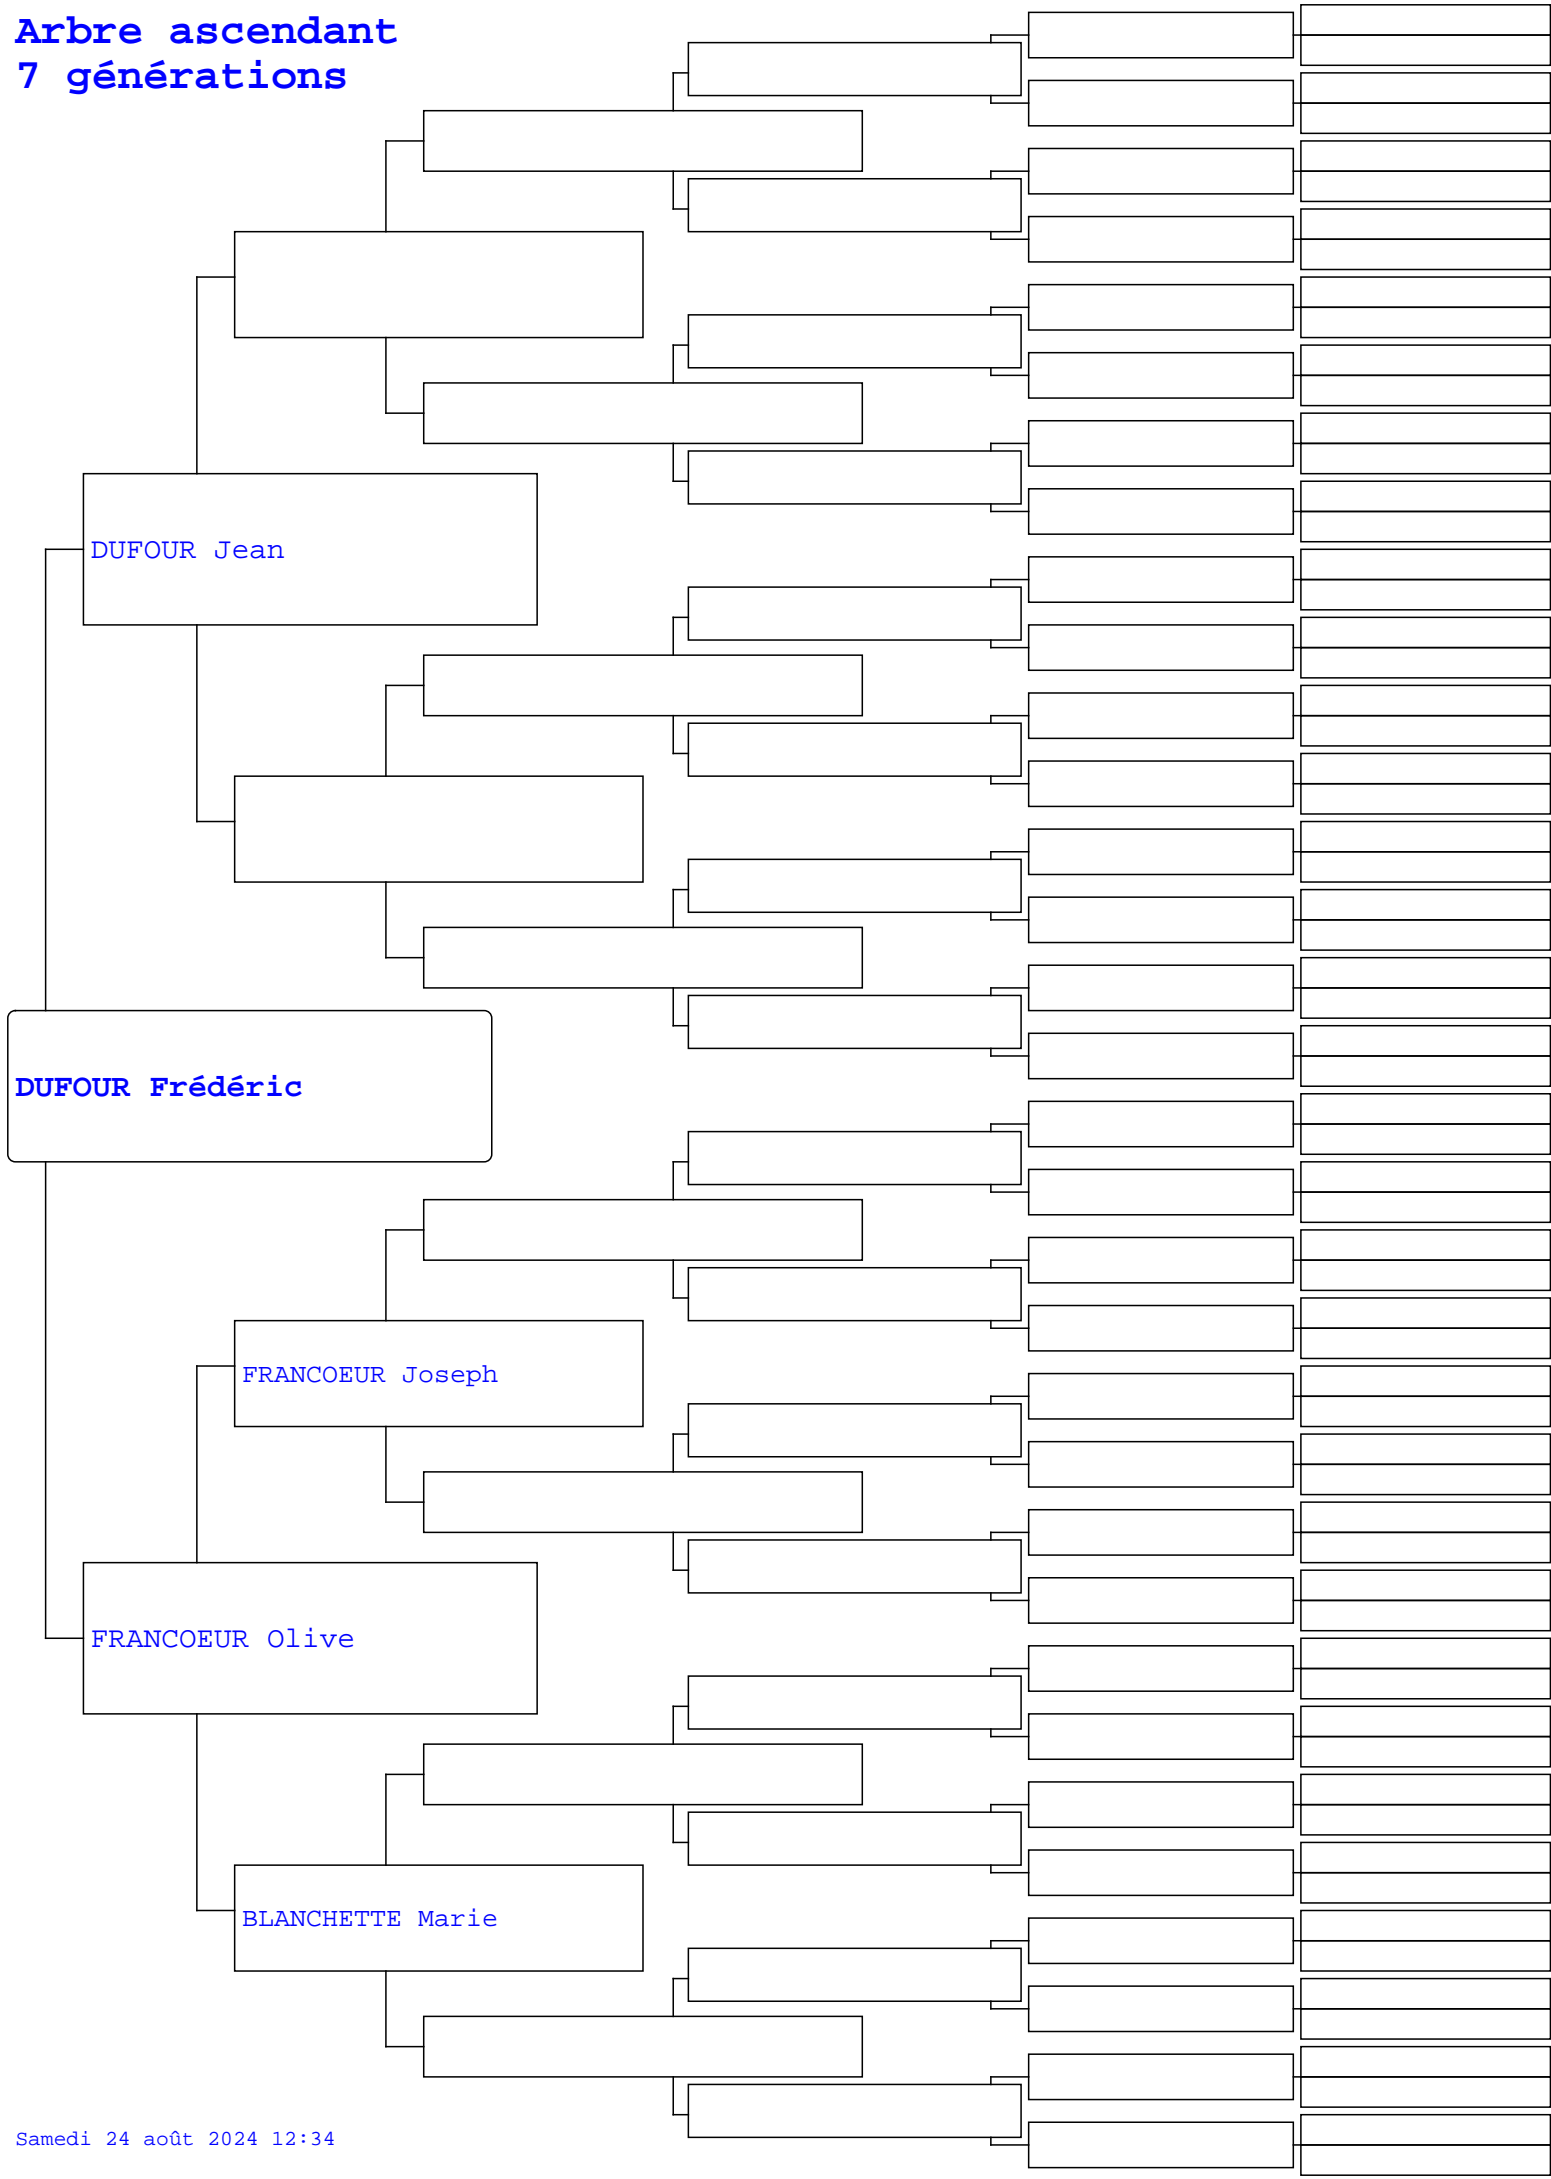 Arbre ascendant
7 générations
DUFOUR Jean
DUFOUR Frédéric
FRANCOEUR Joseph
FRANCOEUR Olive
BLANCHETTE Marie
Samedi 24 août 2024 12:34